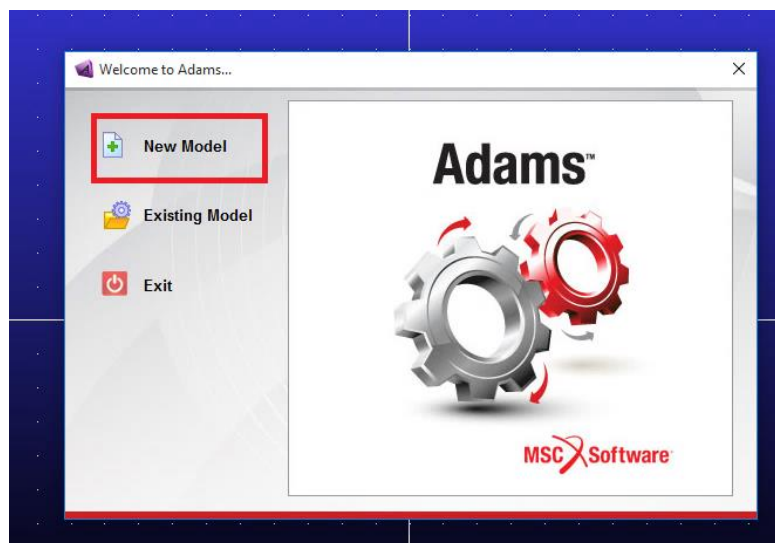 Welcome to Adams...
New Model
Existing Model
Exit
Adams™
MSC Software